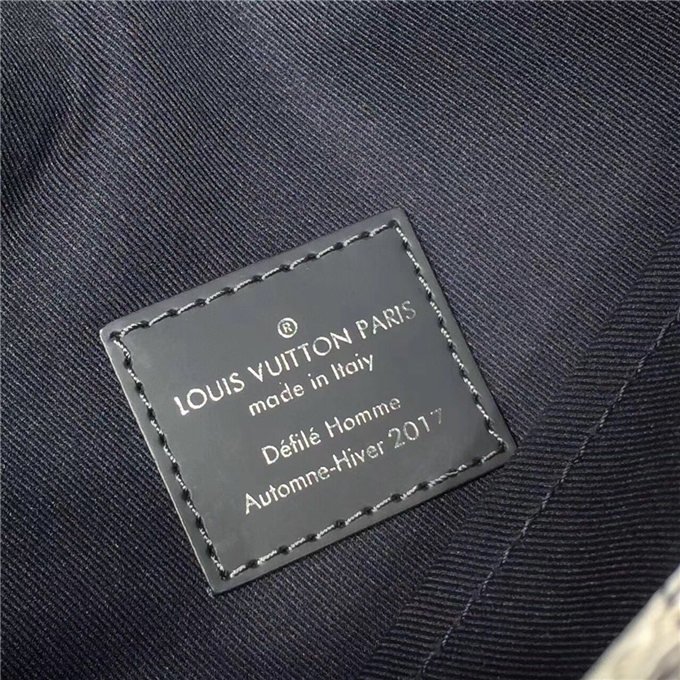 ®
LOUIS VUITTON PARIS
made in Italy
Défilé Homme
Automne-Hiver 2017